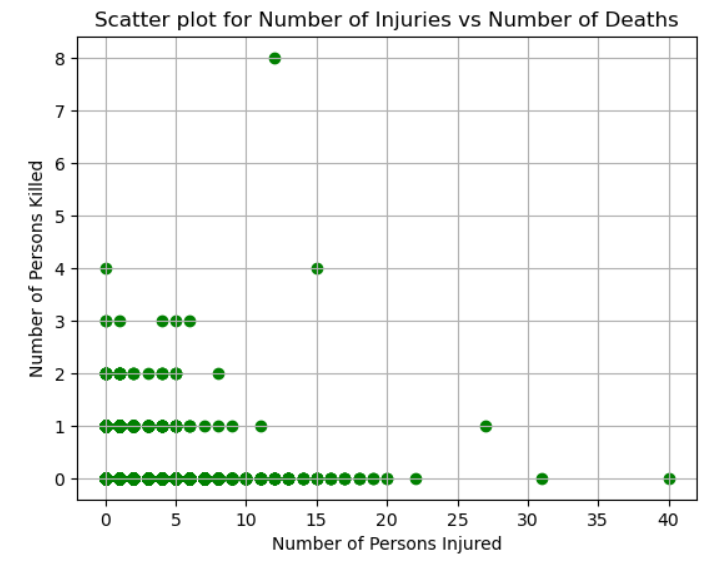 Scatter plot for Number of Injuries vs Number of Deaths
8
7
6
5
4
3
2
1
0
Number of Persons Killed
0 5 10 15 20 25 30 35 40
Number of Persons Injured